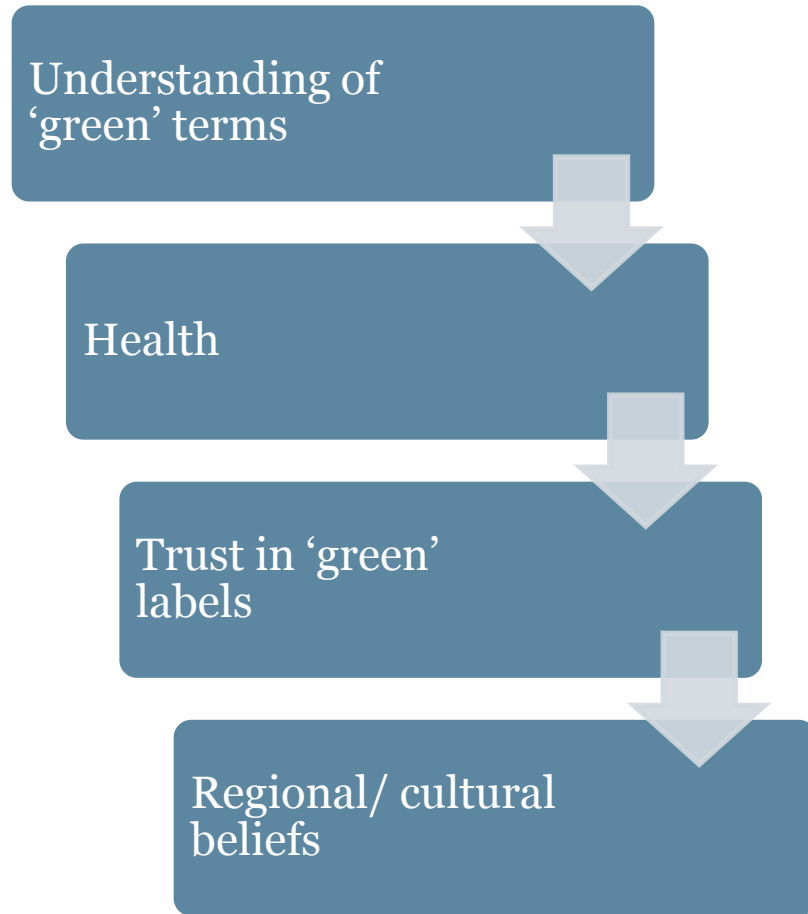 Understanding of
‘green’ terms
Health
Trust in ‘green’
labels
Regional/ cultural
beliefs